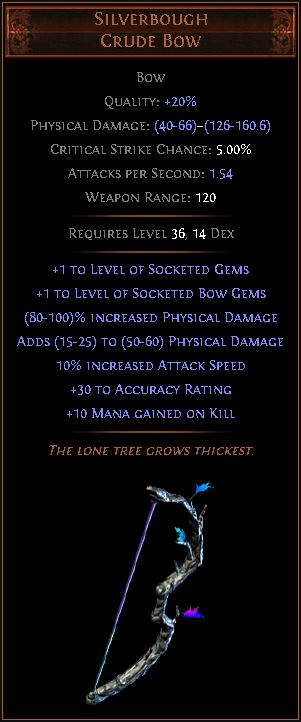 Silverbough
Crude Bow
Bow
Quality: +20%
Physical Damage: (40-66)–(126-160.6)
Critical Strike Chance: 5.00%
Attacks per Second: 1.54
Weapon Range: 120
Requires Level 36, 14 Dex
+1 to Level of Socketed Gems
+1 to Level of Socketed Bow Gems
(80-100)% increased Physical Damage
Adds (15-25) to (50-60) Physical Damage
10% increased Attack Speed
+30 to Accuracy Rating
+10 Mana gained on Kill
The lone tree grows thickest.